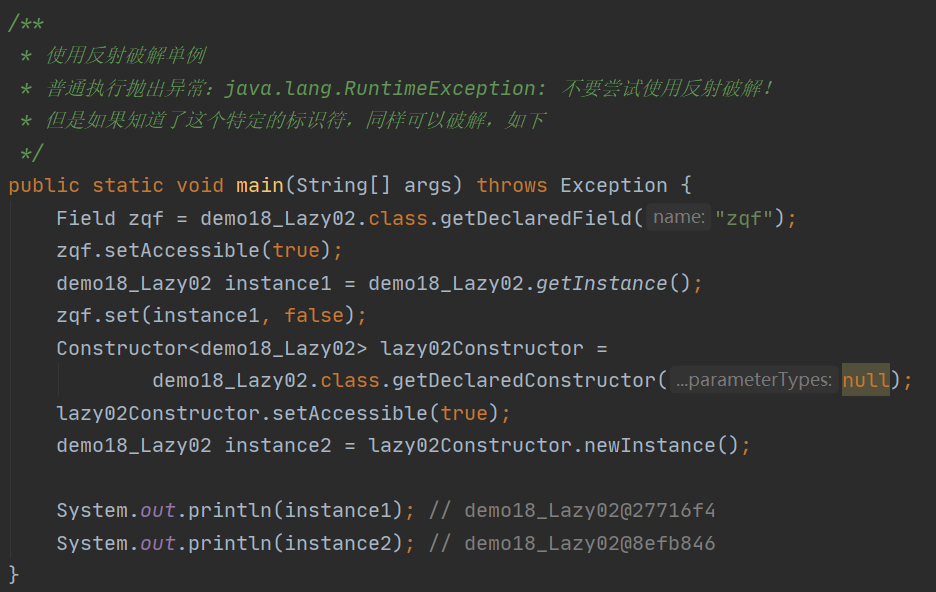 /**
 * 使用反射破解单例
 * 普通执行抛出异常：java.lang.RuntimeException: 不要尝试使用反射破解！
 * 但是如果知道了这个特定的标识符，同样可以破解，如下
 */
public static void main(String[] args) throws Exception {
    Field zqf = demo18_Lazy02.class.getDeclaredField( name: "zqf");
    zqf.setAccessible(true);
    demo18_Lazy02 instance1 = demo18_Lazy02.getInstance();
    zqf.set(instance1, false);
    Constructor<demo18_Lazy02> lazy02Constructor =
            demo18_Lazy02.class.getDeclaredConstructor( ...parameterTypes: null);
    lazy02Constructor.setAccessible(true);
    demo18_Lazy02 instance2 = lazy02Constructor.newInstance();
    System.out.println(instance1); // demo18_Lazy02@27716f4
    System.out.println(instance2); // demo18_Lazy02@8efb846
}